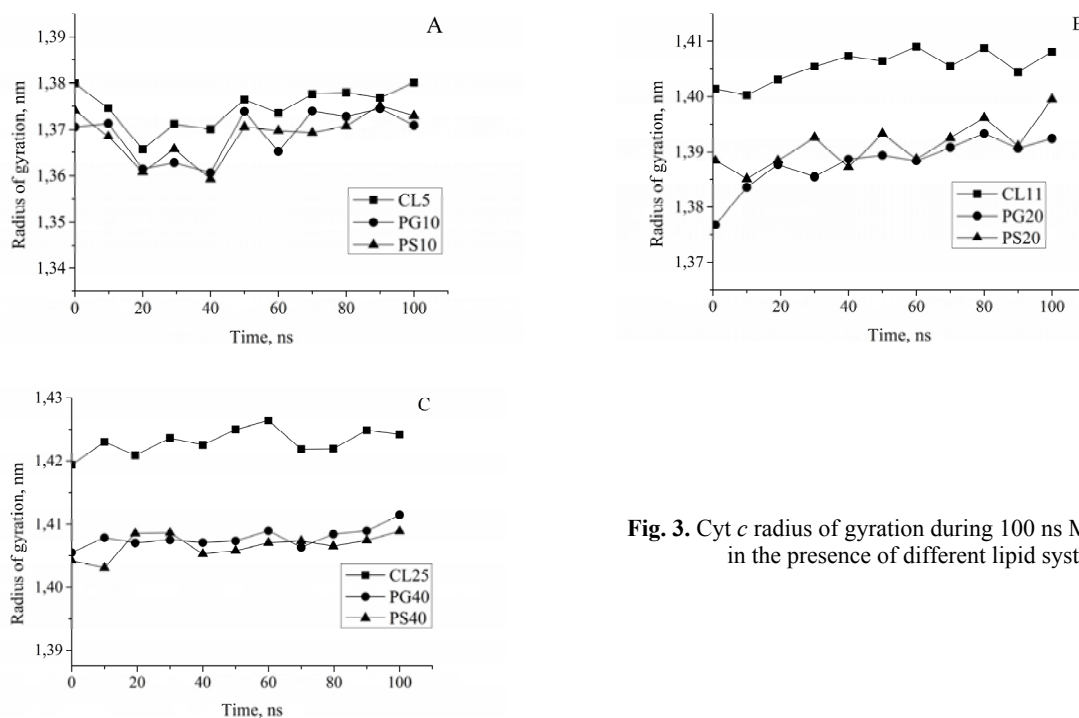 A
1,39
1,38
1,37
1,36
1,35
1,34
Radius of gyration, nm
CL5
PG10
PS10
0 20 40 60 80 100
Time, ns
1,41
1,40
1,39
1,38
1,37
Radius of gyration, nm
CL11
PG20
PS20
0 20 40 60 80 100
Time, ns
C
1,43
1,42
1,41
1,40
1,39
Radius of gyration, nm
CL25
PG40
PS40
0 20 40 60 80 100
Time, ns
Fig. 3. Cyt c radius of gyration during 100 ns
in the presence of different lipid